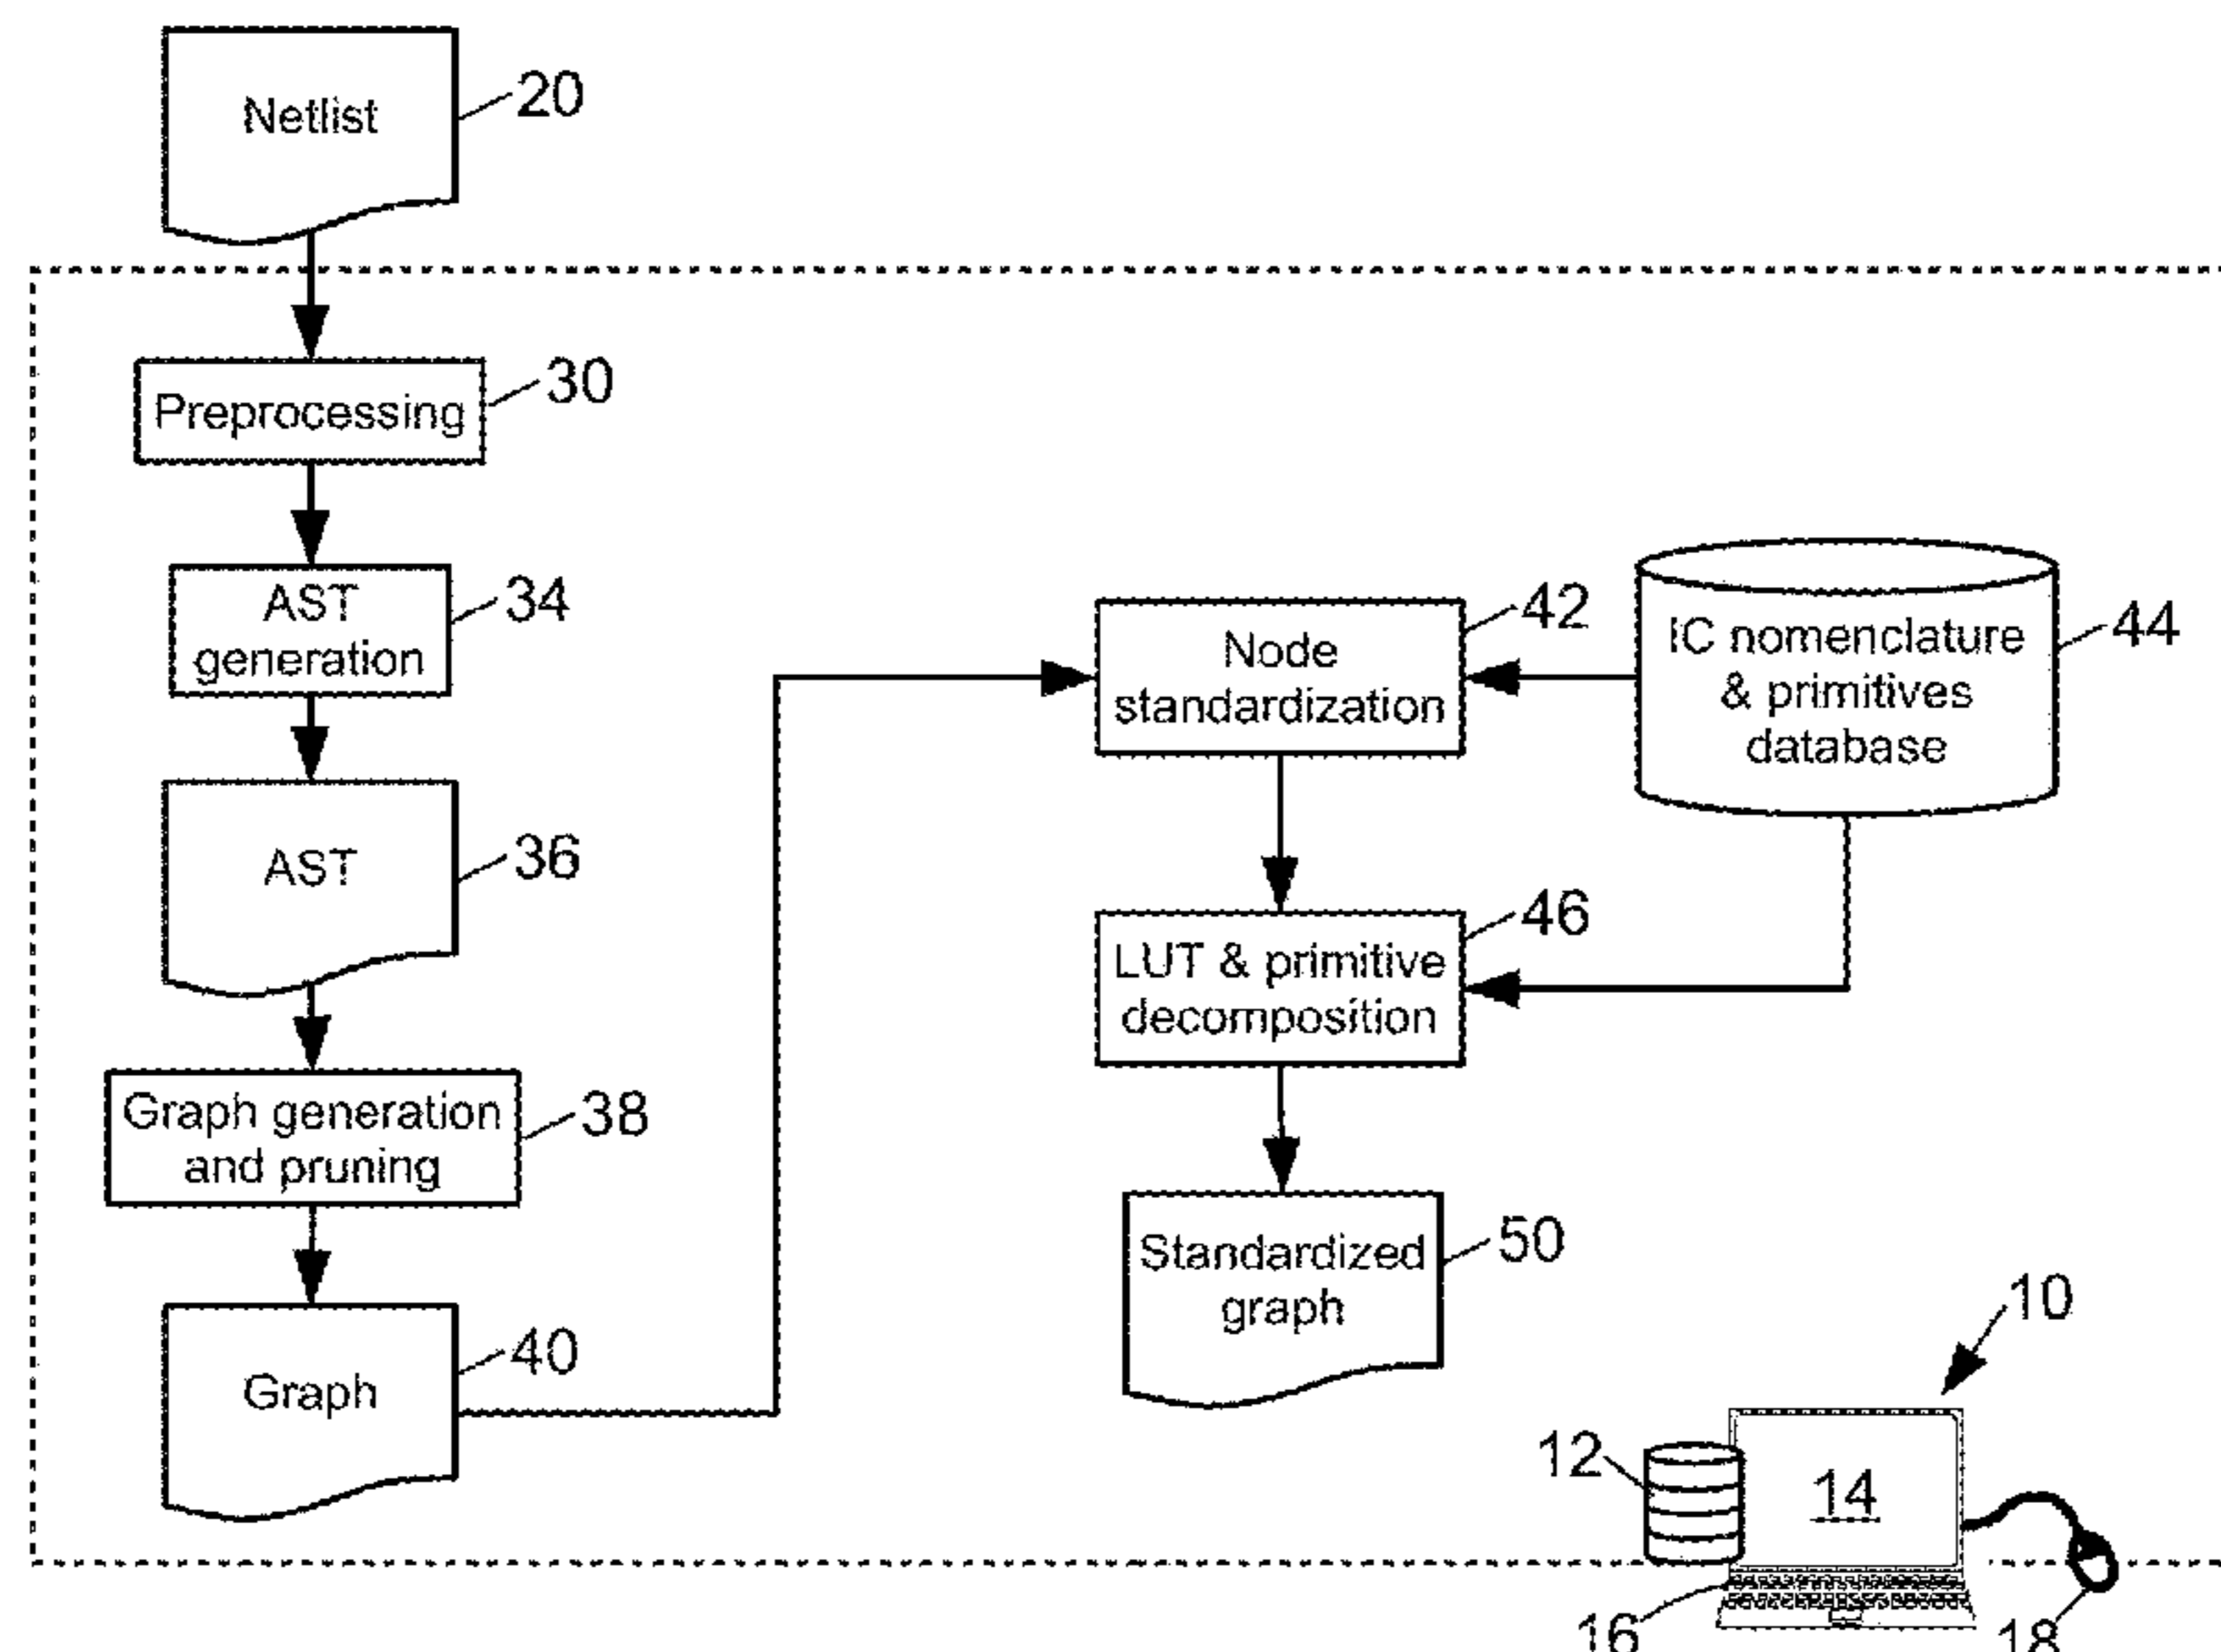 Netlist
20
Preprocessing
30
AST
generation
34
AST
36
Graph generation
and pruning
38
Graph
40
Node
standardization
42
IC nomenclature
& primitives
database
44
LUT & primitive
decomposition
46
Standardized
graph
50
10
12
14
16
18